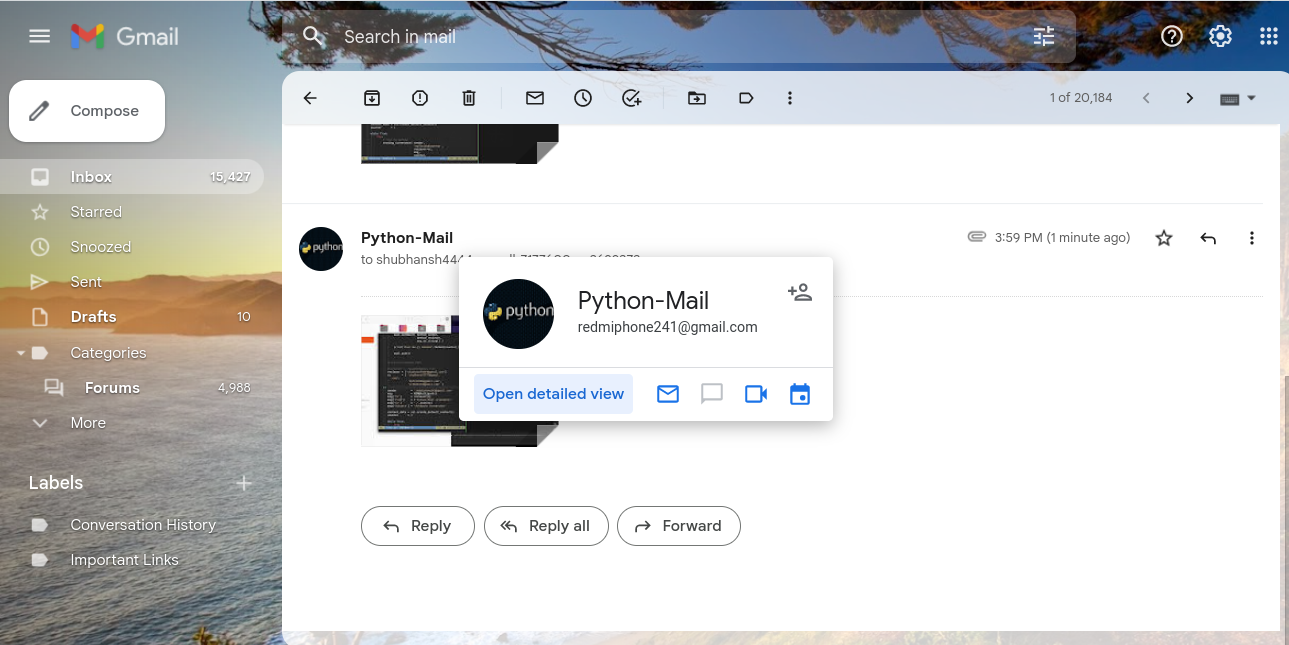 Gmail
Search in mail
Compose
1 of 20,184
Inbox 15,427
Starred
Snoozed
Sent
Drafts 10
Categories
Forums 4,988
More
Labels
Conversation History
Important Links
python
Python-Mail
3:59 PM (1 minute ago)
to
python
Python-Mail
redmiphone241@gmail.com
Open detailed view
Reply
Reply all
Forward